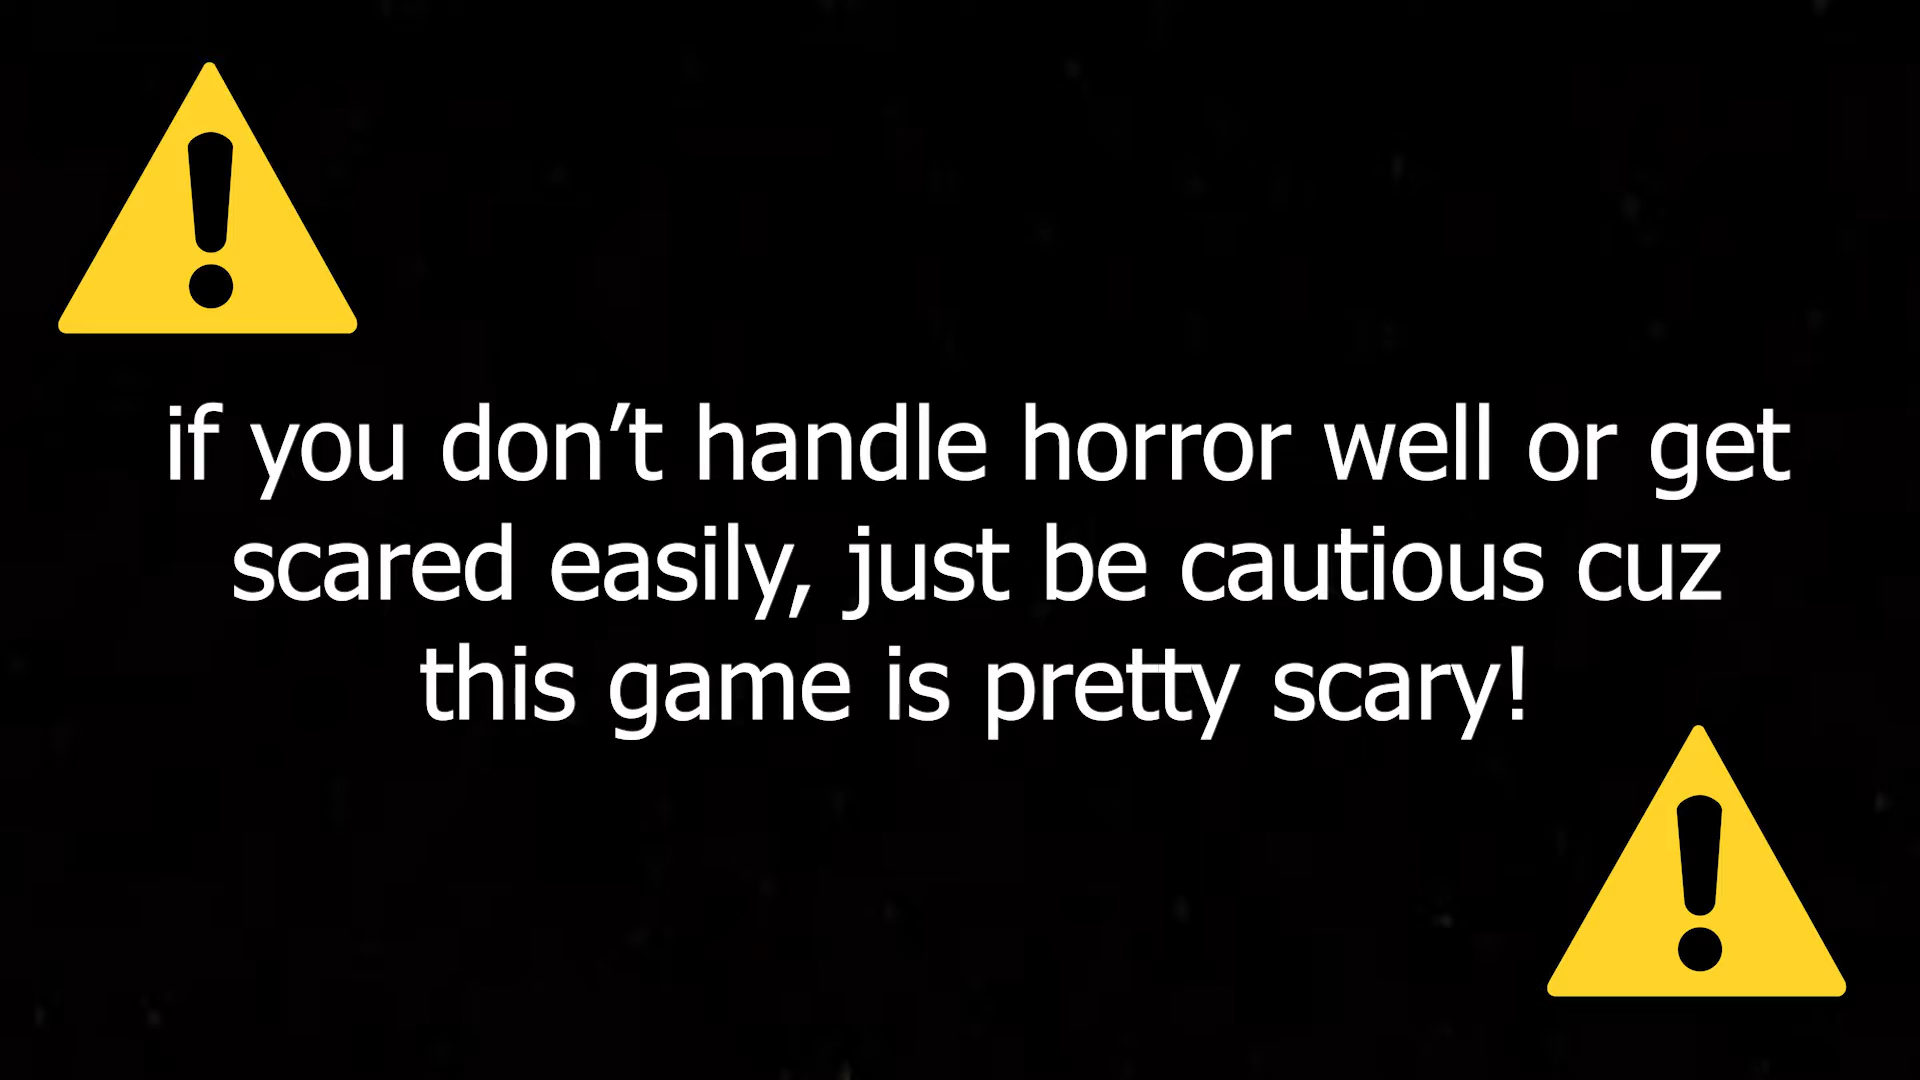 if you don’t handle horror well or get
scared easily, just be cautious cuz
this game is pretty scary!